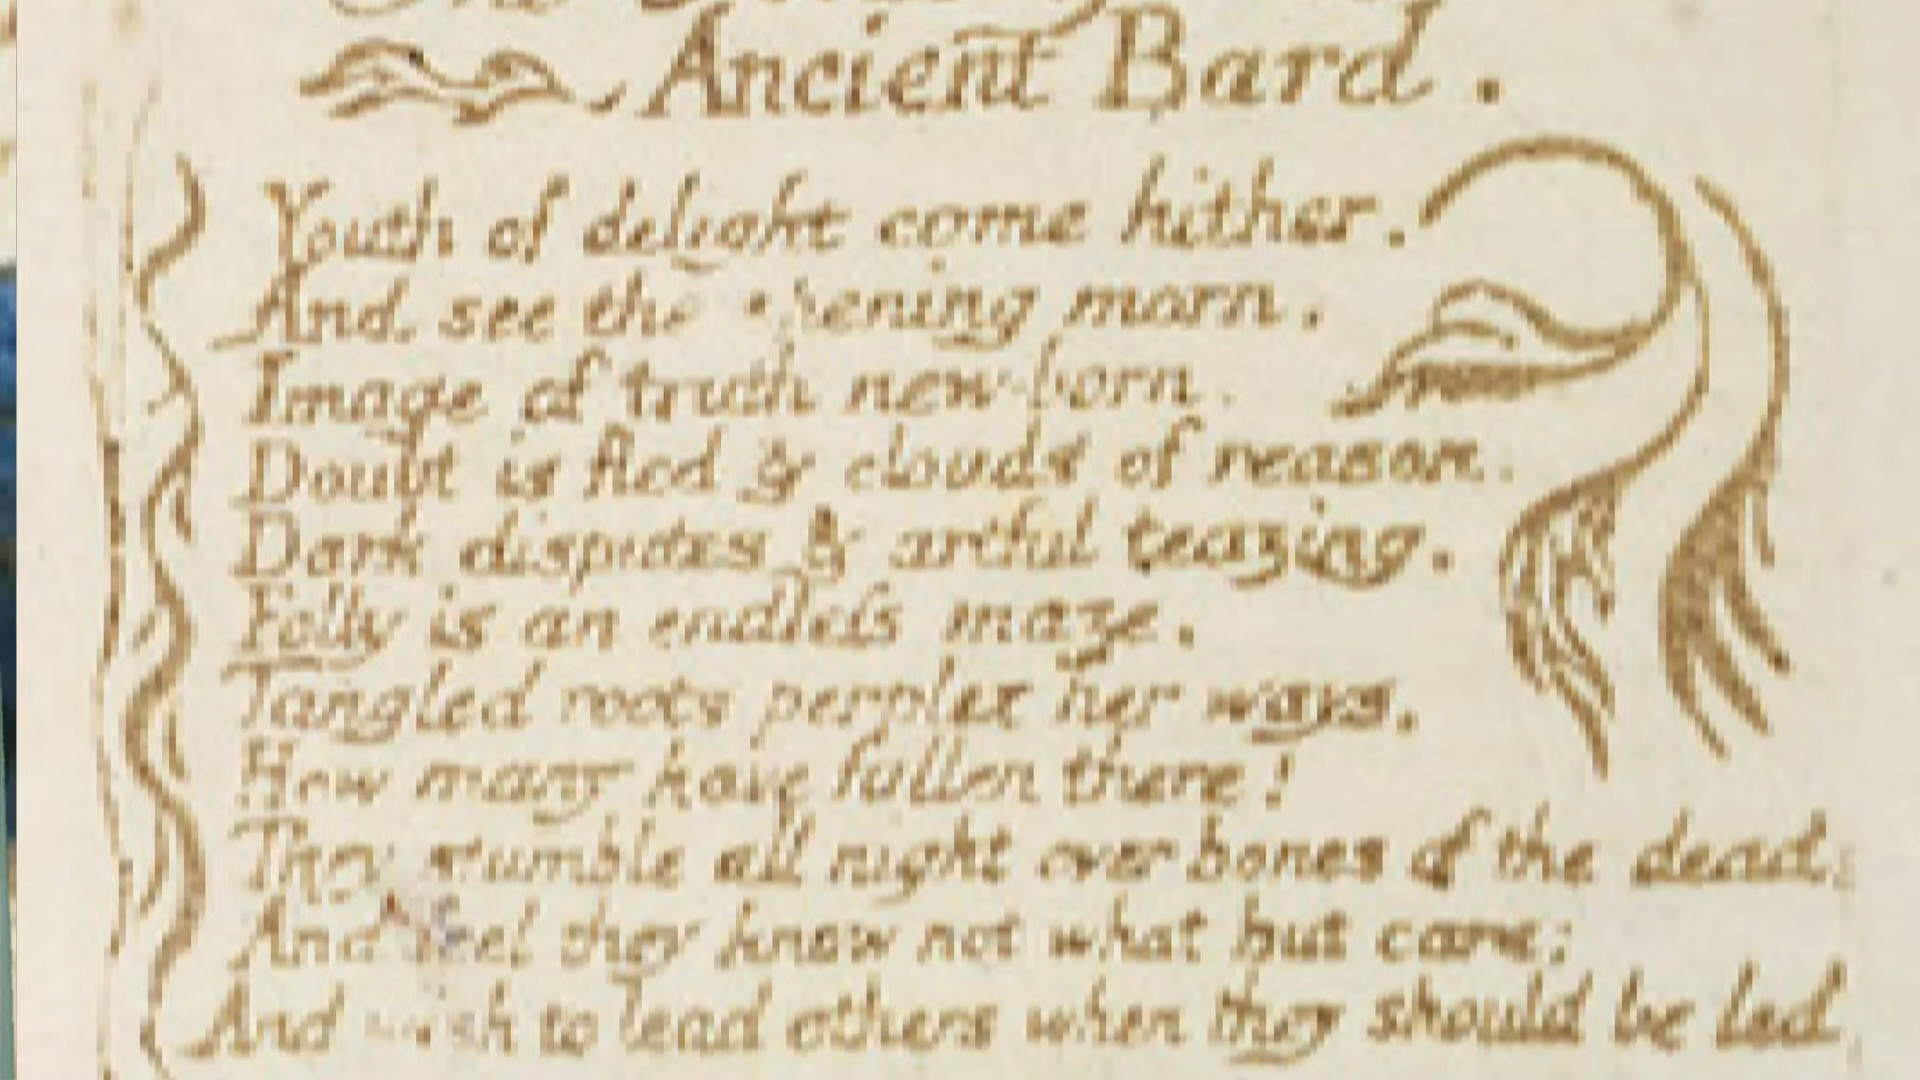 Ancient Bard.
Youth of delight come hither.
And see the opening morn.
Image of truth new-born.
Doubt is fled & clouds of reason.
Dark disputes & artful teazing.
Folly is an endless maze.
Tangled roots perplex her ways.
How many have fallen there!
They stumble all night over bones of the dead;
And feel they know not what but care;
And wish to lead others when they should be led